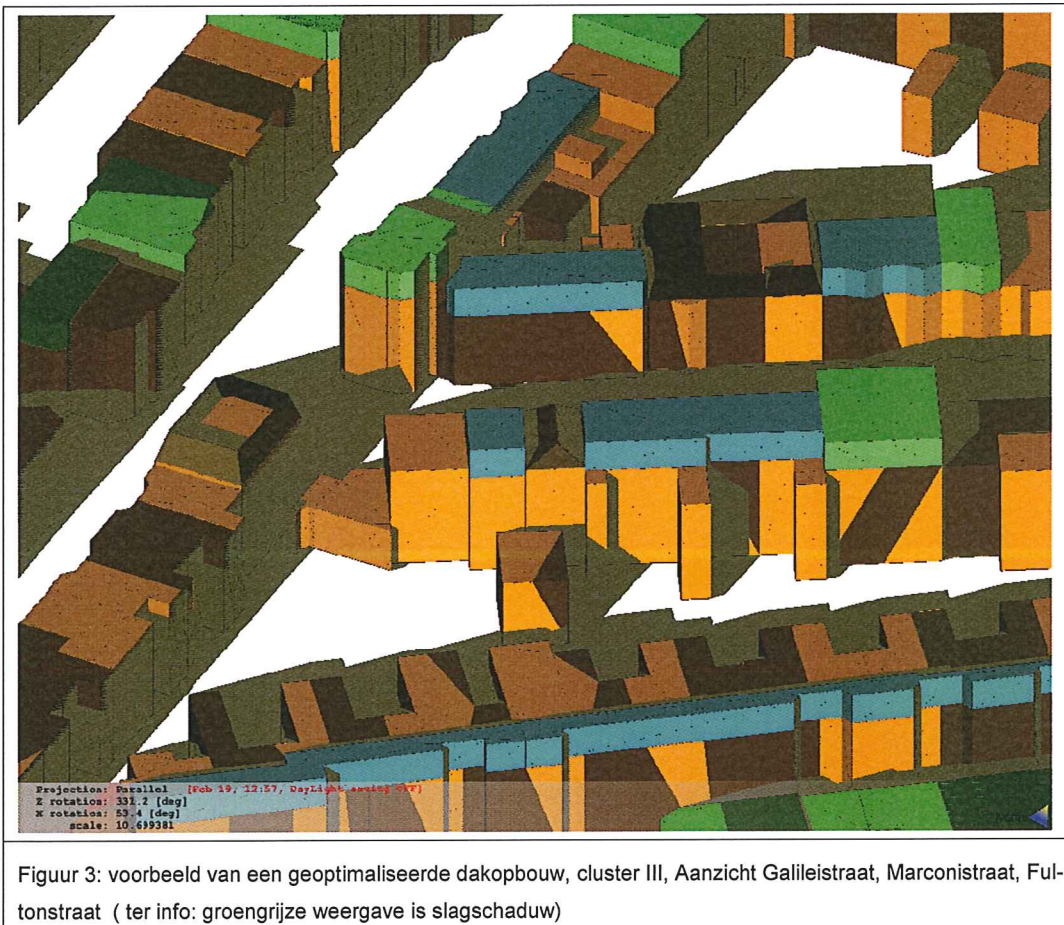 Projection: Parallel [Feb 19, 12:57, DayLight saving OFF]
Z rotation: 331.2 [deg]
X rotation: 53.4 [deg]
scale: 10.699381
Figuur 3: voorbeeld van een geoptimaliseerde dakopbouw, cluster III, Aanzicht Galileistraat, Marconistraat, Ful-
tonstraat ( ter info: groengrijze weergave is slagschaduw)